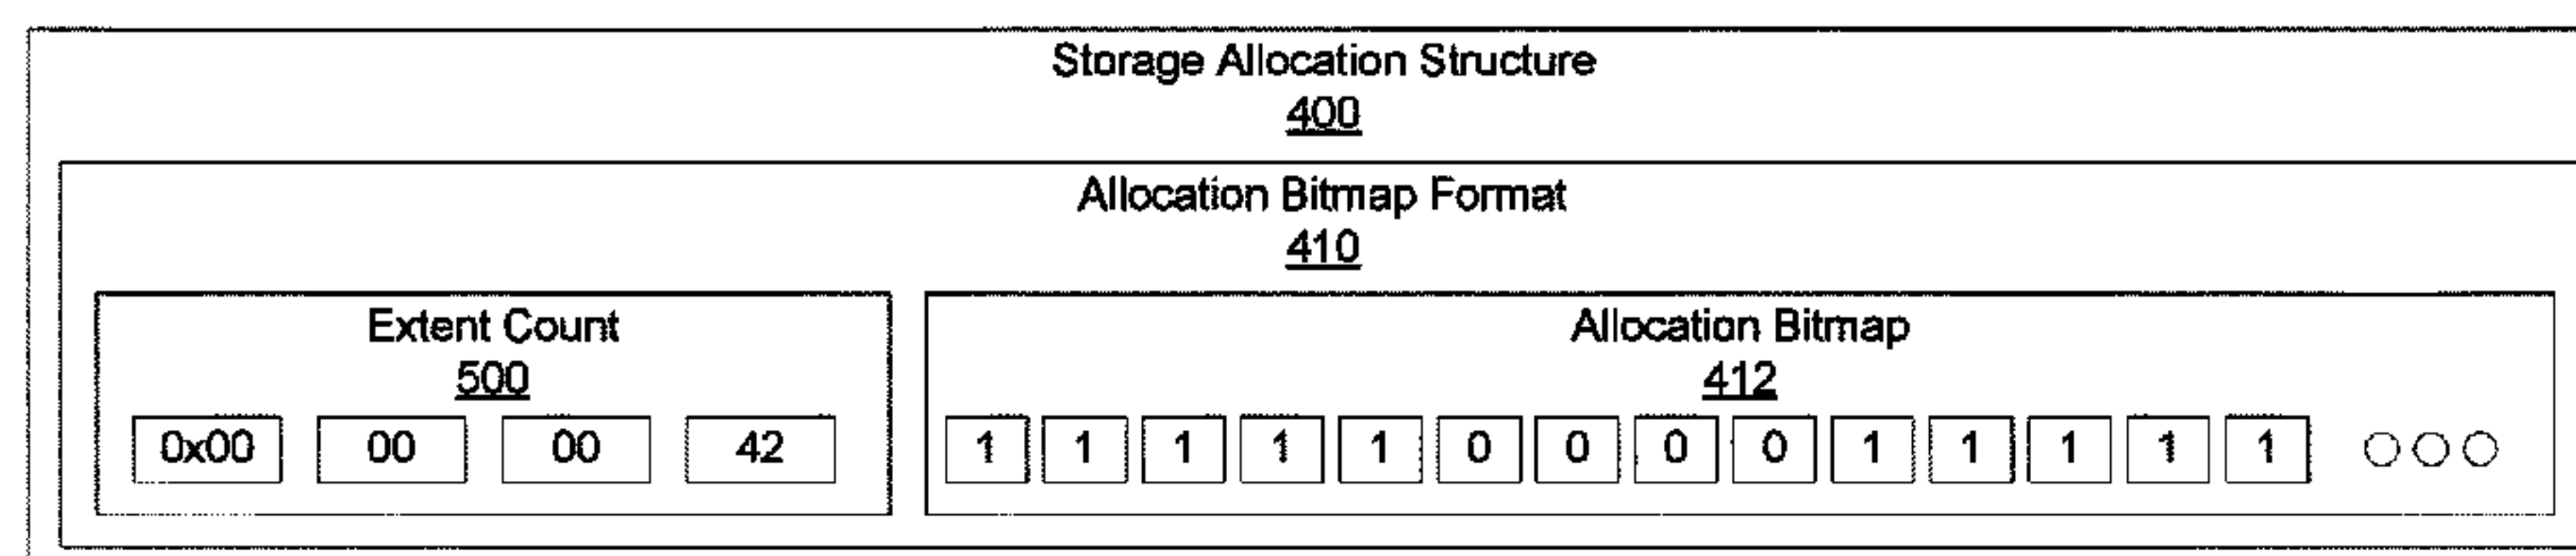 Storage Allocation Structure
400
Allocation Bitmap Format
410
Extent Count
500
0x00 00 00 42
Allocation Bitmap
412
1 1 1 1 1 0 0 0 0 1 1 1 1 1